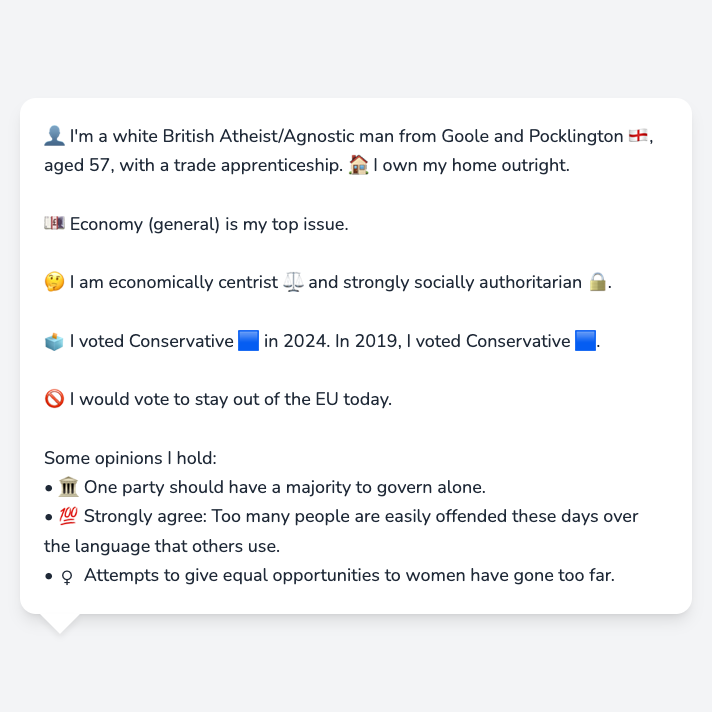 👤 I'm a white British Atheist/Agnostic man from Goole and Pocklington 🏴󠁧󠁢󠁥󠁮󠁧󠁿,
aged 57, with a trade apprenticeship. 🏠 I own my home outright.
💷 Economy (general) is my top issue.
🤔 I am economically centrist ⚖️ and strongly socially authoritarian 🔒.
🗳️ I voted Conservative 🟦 in 2024. In 2019, I voted Conservative 🟦.
🚫 I would vote to stay out of the EU today.
Some opinions I hold:
• 🏛️ One party should have a majority to govern alone.
• 💯 Strongly agree: Too many people are easily offended these days over
the language that others use.
• ♀ Attempts to give equal opportunities to women have gone too far.